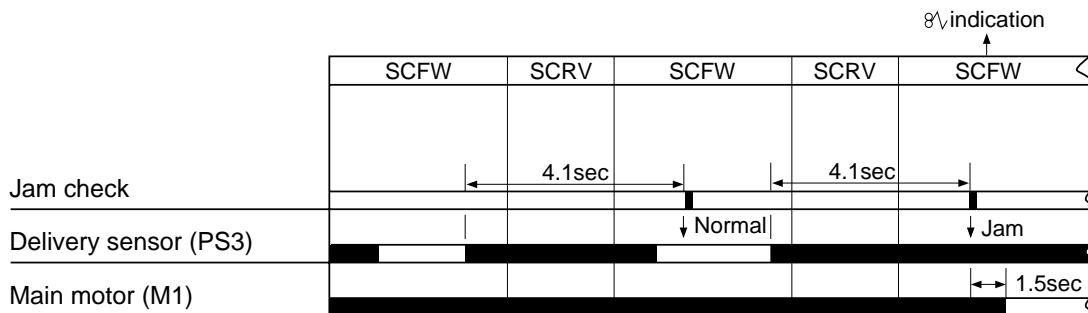 indication
SCFW SCRV SCFW SCRV SCFW
4.1sec 4.1sec
Jam check
Normal Jam
Delivery sensor (PS3)
1.5sec
Main motor (M1)